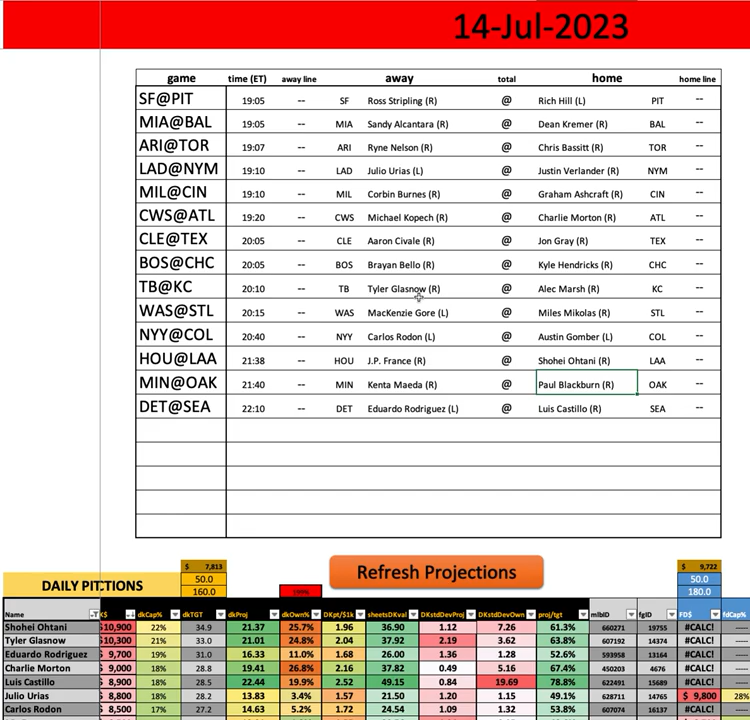 14-Jul-2023
game time (ET) away line away total home home line
SF@PIT 19:05 -- SF Ross Stripling (R) @ Rich Hill (L) PIT --
MIA@BAL 19:05 -- MIA Sandy Alcantara (R) @ Dean Kremer (R) BAL --
ARI@TOR 19:07 -- ARI Ryne Nelson (R) @ Chris Bassitt (R) TOR --
LAD@NYM 19:10 -- LAD Julio Urias (L) @ Justin Verlander (R) NYM --
MIL@CIN 19:10 -- MIL Corbin Burnes (R) @ Graham Ashcraft (R) CIN --
CWS@ATL 19:20 -- CWS Michael Kopech (R) @ Charlie Morton (R) ATL --
CLE@TEX 20:05 -- CLE Aaron Civale (R) @ Jon Gray (R) TEX --
BOS@CHC 20:05 -- BOS Brayan Bello (R) @ Kyle Hendricks (R) CHC --
TB@KC 20:10 -- TB Tyler Glasnow (R) @ Alec Marsh (R) KC --
WAS@STL 20:15 -- WAS MacKenzie Gore (L) @ Miles Mikolas (R) STL --
NYY@COL 20:40 -- NYY Carlos Rodon (L) @ Austin Gomber (L) COL --
HOU@LAA 21:38 -- HOU J.P. France (R) @ Shohei Ohtani (R) LAA --
MIN@OAK 21:40 -- MIN Kenta Maeda (R) @ Paul Blackburn (R) OAK --
DET@SEA 22:10 -- DET Eduardo Rodriguez (L) @ Luis Castillo (R) SEA --
$ 7,813 $ 9,722
50.0 Refresh Projections 50.0
DAILY PIT TIONS
160.0 180.0
Name K$ dkCap% dkTGT dkProj dkOwn% DKpt/$1k sheetsDKval DKstdDevProj DKstdDevOwn proj/tgt mlbID fgID FD$ fdCap%
Shohei Ohtani $10,900 22% 34.9 21.37 25.7% 1.96 36.90 1.12 7.26 61.3% 660271 19755 #CALC! ----
Tyler Glasnow $10,300 21% 33.0 21.01 24.8% 2.04 37.92 2.19 3.62 63.8% 607192 14374 #CALC! ----
Eduardo Rodriguez $ 9,700 19% 31.0 16.33 11.0% 1.68 26.00 1.36 1.28 52.6% 593958 13164 #CALC! ----
Charlie Morton $ 9,000 18% 28.8 19.41 26.8% 2.16 37.82 0.49 5.16 67.4% 450203 4676 #CALC! ----
Luis Castillo $ 8,900 18% 28.5 22.44 19.9% 2.52 49.15 0.84 19.69 78.8% 622491 15689 #CALC! ----
Julio Urias $ 8,800 18% 28.2 13.83 3.4% 1.57 21.50 1.20 1.15 49.1% 628711 14765 $ 9,800 28%
Carlos Rodon $ 8,500 17% 27.2 14.63 5.2% 1.72 24.54 1.09 1.32 53.8% 607074 16137 #CALC! ----